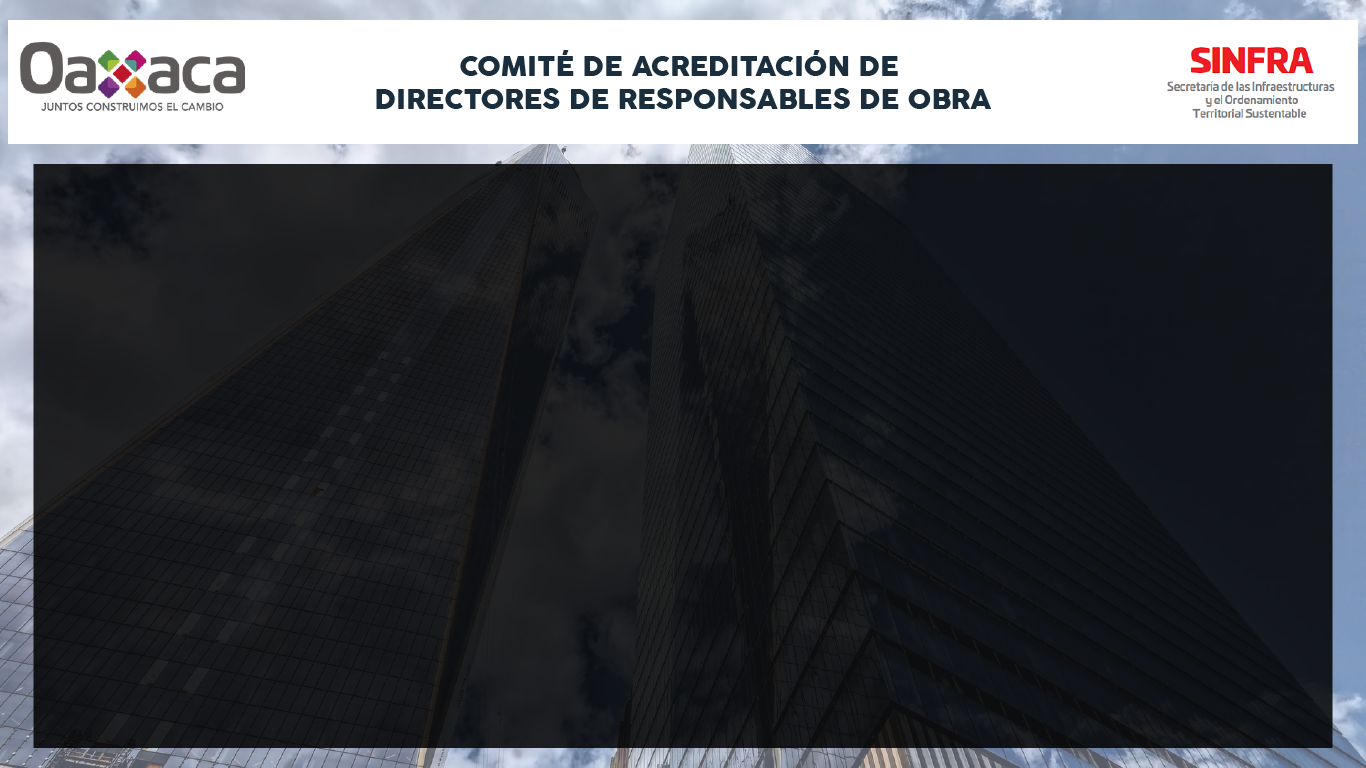 Oaxaca
JUNTOS CONSTRUIMOS EL CAMBIO
COMITÉ DE ACREDITACIÓN DE
DIRECTORES DE RESPONSABLES DE OBRA
SINFRA
Secretaría de las Infraestructuras
y el Ordenamiento
Territorial Sustentable